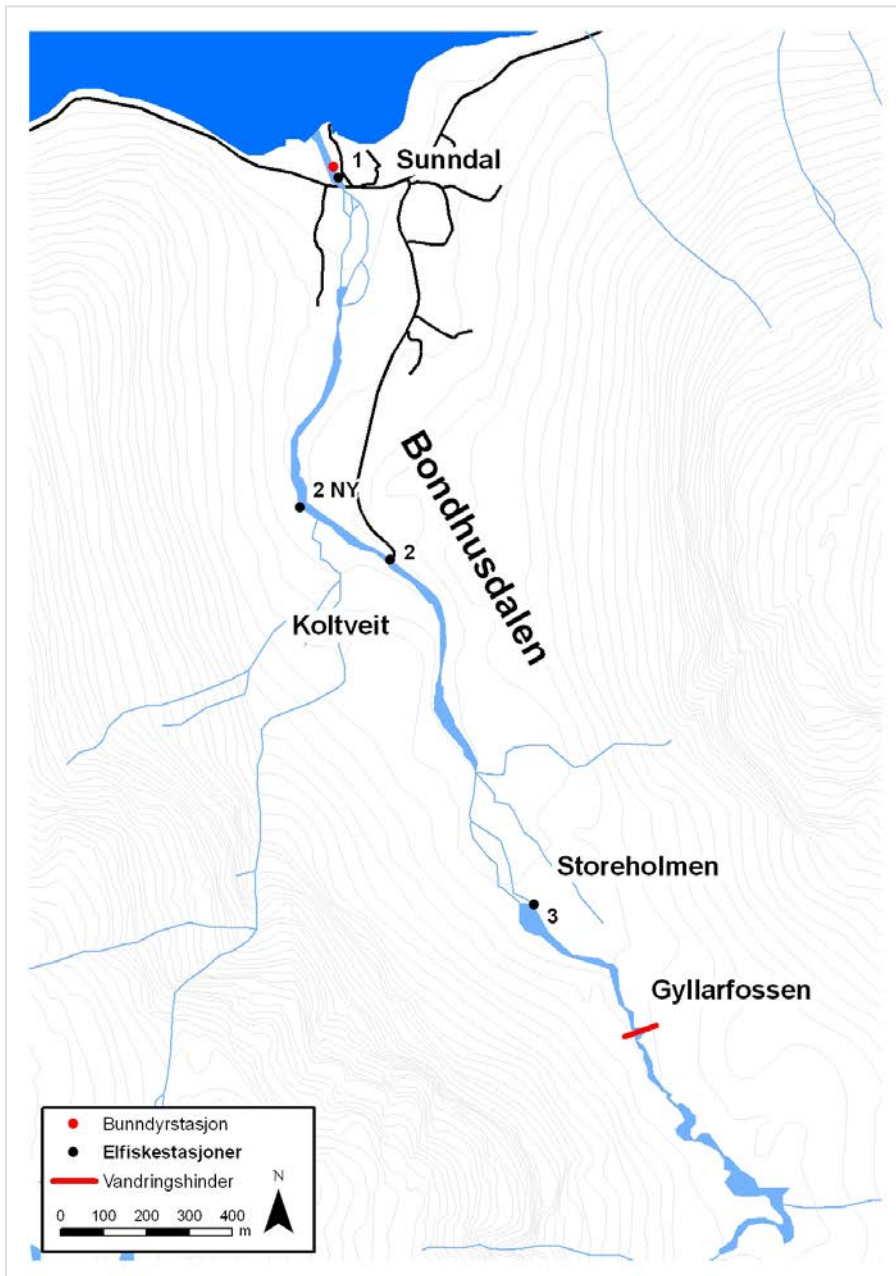 1
Sunndal
2 NY
Bondhusdalen
2
Koltveit
Storeholmen
3
Gyllarfossen
Bunndyrstasjon
Elfiskestasjoner
Vandringshinder
N
0 100 200 300 400
m